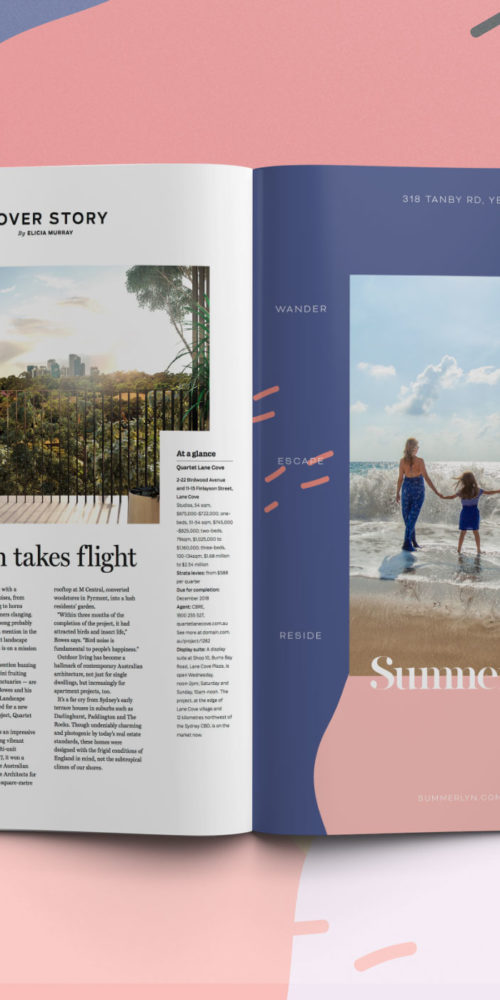 OVER STORY
By ELICIA MURRAY
At a glance
Quartet Lane Cove
2-22 Birdwood Avenue
and 11-15 Finlayson Street,
Lane Cove
Studios, 54 sqm,
$675,000-$722,000; one-
beds, 51-54 sqm, $745,000
-$825,000; two-beds,
79sqm, $1,025,000 to
$1,160,000; three-beds,
100-134sqm, $1.68 million
to $2.54 million
Strata levies: from $588
per quarter
Due for completion:
December 2018
Agent: CBRE,
1800 255 527,
quartetlanecove.com.au
See more at domain.com.
au/project/1282
Display suite: A display
suite at Shop 10, Burns Bay
Road, Lane Cove Plaza, is
open Wednesday,
noon-2pm, Saturday and
Sunday, 10am-noon. The
project, at the edge of
Lane Cove village and
12 kilometres northwest of
the Sydney CBD, is on the
market now.
n takes flight
with a
oises, from
g to horns
re clanging.
ong probably
mention in the
t landscape
is on a mission
mention buzzing
ini fruiting
nctuaries — are
Bowes and his
Landscape
ed for a new
ject, Quartet
e an impressive
ng vibrant
lti-unit
y, it won a
e Australian
e Architects for
square-metre
rooftop at M Central, converted
woolstores in Pyrmont, into a lush
residents' garden.
"Within three months of the
completion of the project, it had
attracted birds and insect life,"
Bowes says. "Bird noise is
fundamental to people's happiness."
Outdoor living has become a
hallmark of contemporary Australian
architecture, not just for single
dwellings, but increasingly for
apartment projects, too.
It's a far cry from Sydney's early
terrace houses in suburbs such as
Darlinghurst, Paddington and The
Rocks. Though undeniably charming
and photogenic by today's real estate
standards, these homes were
designed with the frigid conditions of
England in mind, not the subtropical
climes of our shores.
318 TANBY RD, YE
WANDER
ESCAPE
RESIDE
Summe
SUMMERLYN.COM